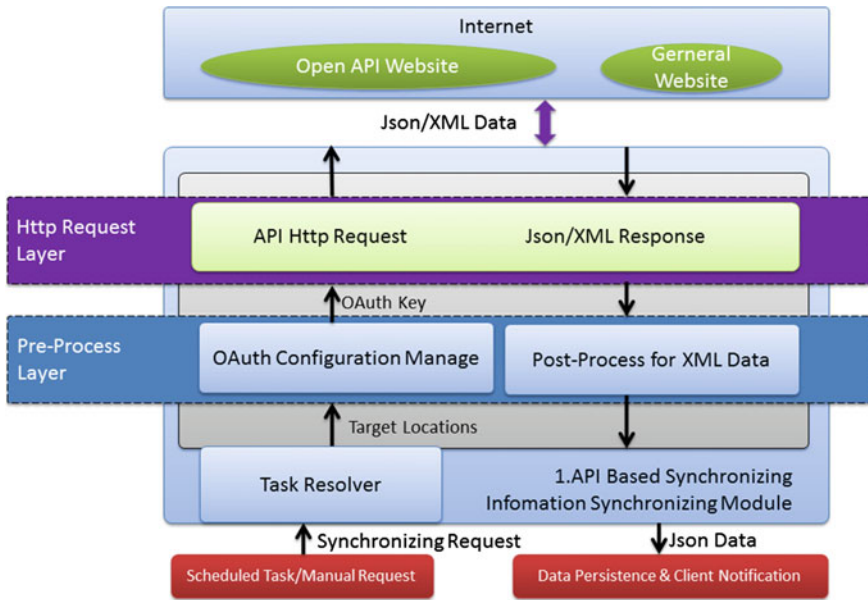 Internet
Open API Website
Gerneral
Website
Json/XML Data
Http Request
Layer
API Http Request
Json/XML Response
OAuth Key
Pre-Process
Layer
OAuth Configuration Manage
Post-Process for XML Data
Target Locations
Task Resolver
1.API Based Synchronizing
Infomation Synchronizing Module
Synchronizing Request
Json Data
Scheduled Task/Manual Request
Data Persistence & Client Notification